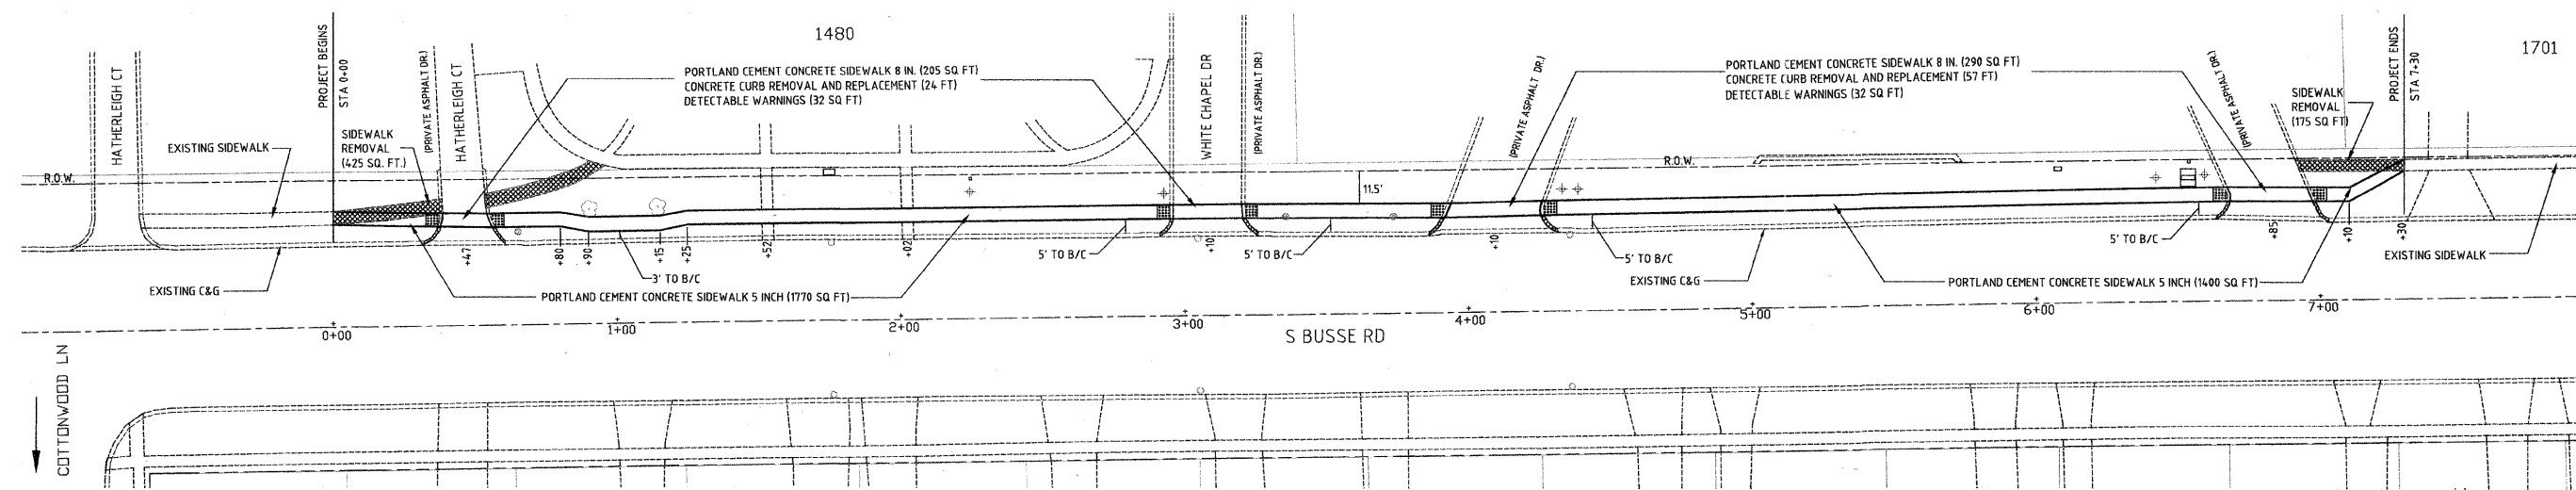 1480
1701
HATHERLEIGH CT
PROJECT BEGINS
STA 0+00
EXISTING SIDEWALK
SIDEWALK
REMOVAL
(425 SQ. FT.)
(PRIVATE ASPHALT DR.)
HATHERLEIGH CT
PORTLAND CEMENT CONCRETE SIDEWALK 8 IN. (205 SQ FT)
CONCRETE CURB REMOVAL AND REPLACEMENT (24 FT)
DETECTABLE WARNINGS (32 SQ FT)
WHITE CHAPEL DR
(PRIVATE ASPHALT DR.)
(PRIVATE ASPHALT DR.)
PORTLAND CEMENT CONCRETE SIDEWALK 8 IN. (290 SQ FT)
CONCRETE CURB REMOVAL AND REPLACEMENT (57 FT)
DETECTABLE WARNINGS (32 SQ FT)
(PRIVATE ASPHALT DR.)
SIDEWALK
REMOVAL
(175 SQ FT)
PROJECT ENDS
STA 7+30
R.O.W.
R.O.W.
11.5'
+47
+80
+90
+15
+25
+52
+02
+10
+10
+85
+10
+30
3' TO B/C
5' TO B/C
5' TO B/C
5' TO B/C
5' TO B/C
EXISTING C&G
PORTLAND CEMENT CONCRETE SIDEWALK 5 INCH (1770 SQ FT)
EXISTING C&G
PORTLAND CEMENT CONCRETE SIDEWALK 5 INCH (1400 SQ FT)
EXISTING SIDEWALK
0+00
1+00
2+00
3+00
4+00
5+00
6+00
7+00
S BUSSE RD
COTTONWOOD LN